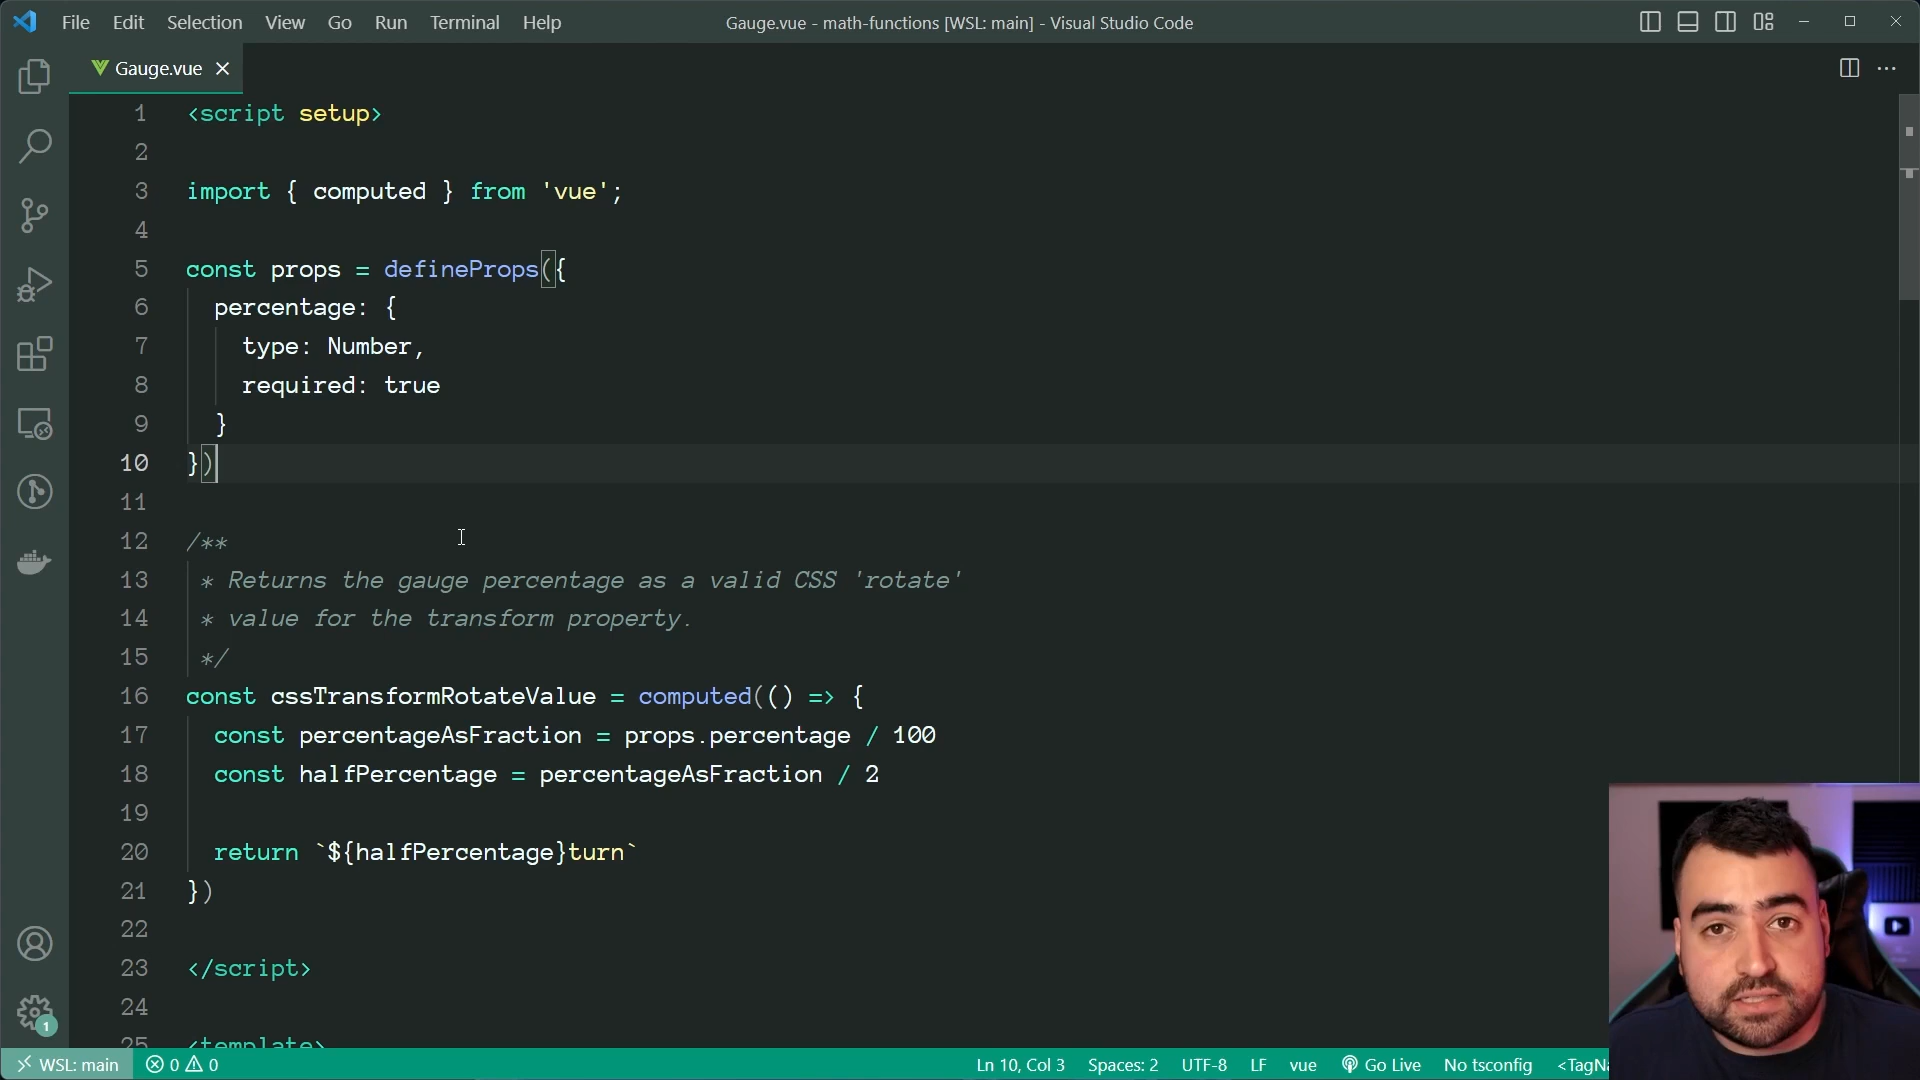 File Edit Selection View Go Run Terminal Help
Gauge.vue - math-functions [WSL: main] - Visual Studio Code
Gauge.vue
1 <script setup>
2
3 import { computed } from 'vue';
4
5 const props = defineProps({
6 percentage: {
7 type: Number,
8 required: true
9 }
10 })
11
12 /**
13 * Returns the gauge percentage as a valid CSS 'rotate'
14 * value for the transform property.
15 */
16 const cssTransformRotateValue = computed(() => {
17 const percentageAsFraction = props.percentage / 100
18 const halfPercentage = percentageAsFraction / 2
19
20 return `${halfPercentage}turn`
21 })
22
23 </script>
24
25 <template>
1
WSL: main 0 0 Ln 10, Col 3 Spaces: 2 UTF-8 LF vue Go Live No tsconfig <TagNa